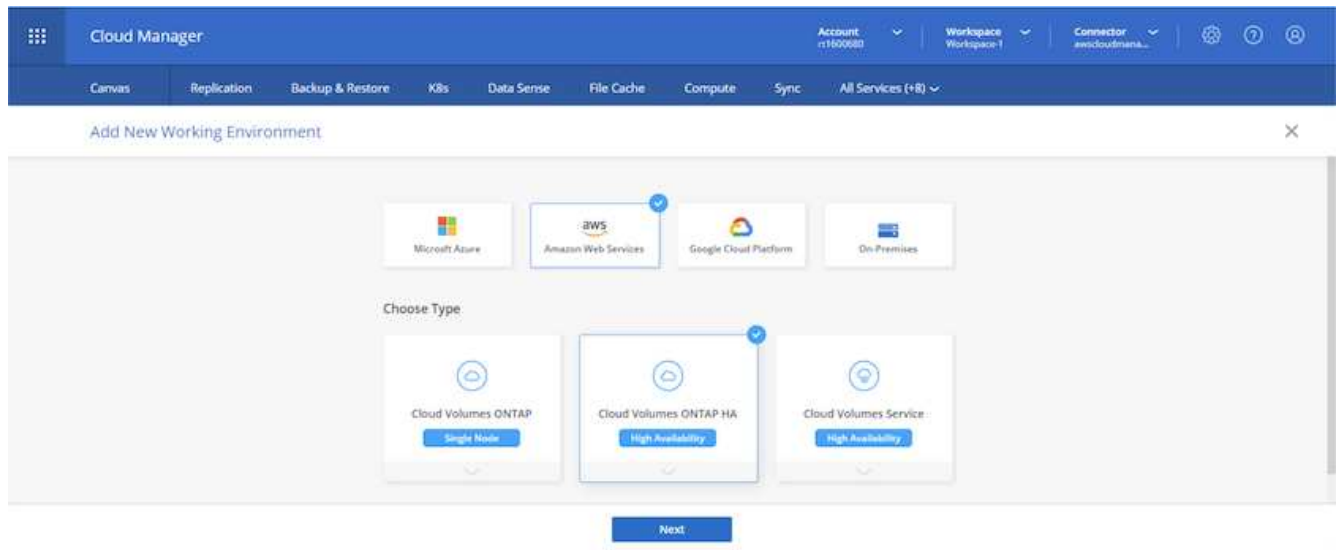 Cloud Manager
Account
rt1600680
Workspace
Workspace-1
Connector
awscloudmana...
Canvas
Replication
Backup & Restore
K8s
Data Sense
File Cache
Compute
Sync
All Services (+8)
Add New Working Environment
Microsoft Azure
aws
Amazon Web Services
Google Cloud Platform
On-Premises
Choose Type
Cloud Volumes ONTAP
Single Node
Cloud Volumes ONTAP HA
High Availability
Cloud Volumes Service
High Availability
Next